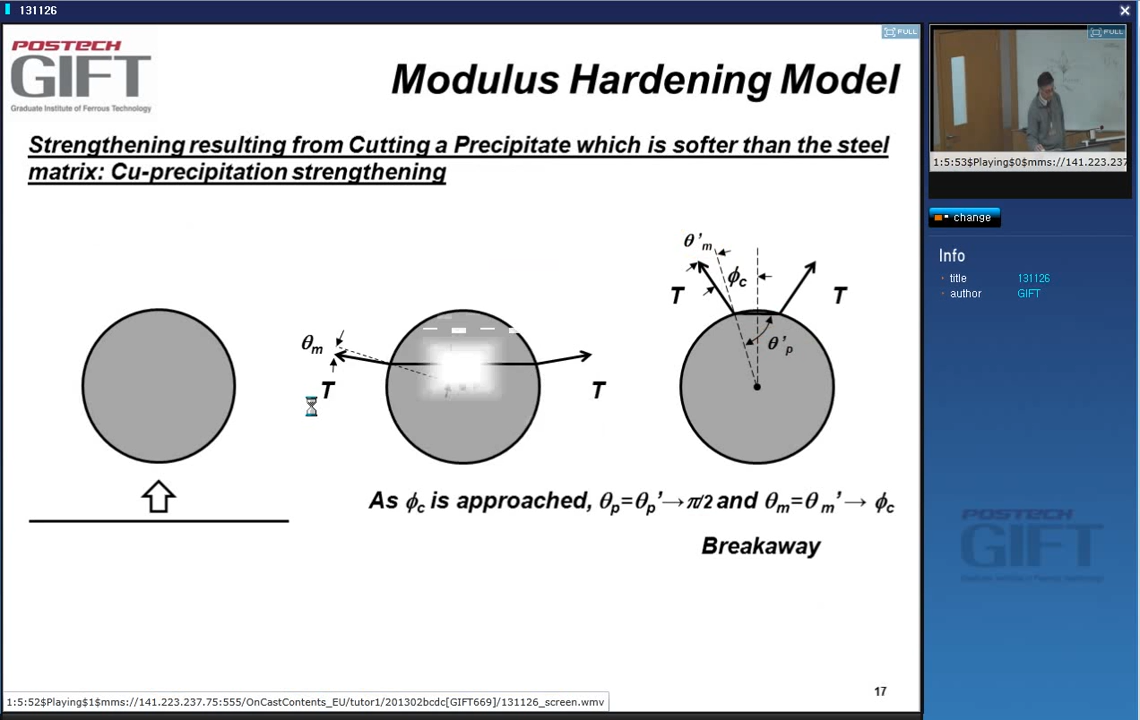 131126
POSTECH
GIFT
Graduate Institute of Ferrous Technology
FULL
Modulus Hardening Model
Strengthening resulting from Cutting a Precipitate which is softer than the steel
matrix: Cu-precipitation strengthening
θm
T
T
θ'm
ϕc
T
T
θ'p
As ϕc is approached, θp=θp'→π/2 and θm=θm'→ ϕc
Breakaway
17
1:5:52$Playing$1$mms://141.223.237.75:555/OnCastContents_EU/tutor1/201302bcdc[GIFT669]/131126_screen.wmv
FULL
1:5:53$Playing$0$mms://141.223.237
change
Info
title 131126
author GIFT
POSTECH
GIFT